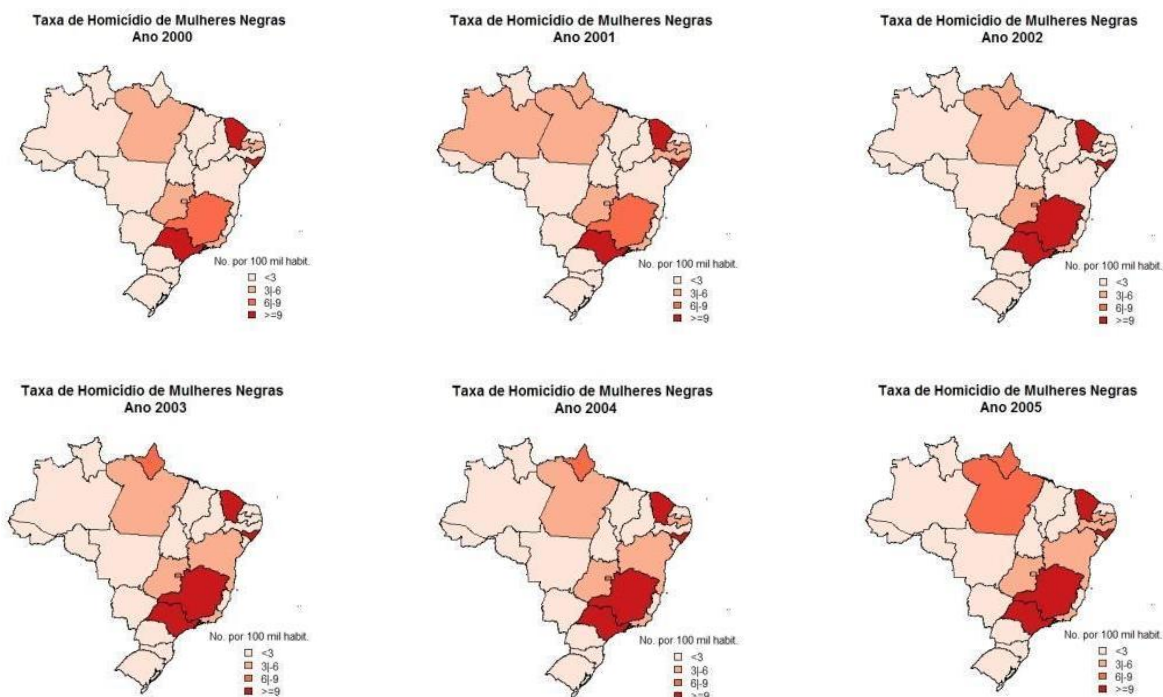 Taxa de Homicídio de Mulheres Negras
Ano 2000
No. por 100 mil habit.
<3
3|-6
6|-9
>=9
Taxa de Homicídio de Mulheres Negras
Ano 2001
No. por 100 mil habit.
<3
3|-6
6|-9
>=9
Taxa de Homicídio de Mulheres Negras
Ano 2002
No. por 100 mil habit.
<3
3|-6
6|-9
>=9
Taxa de Homicídio de Mulheres Negras
Ano 2003
No. por 100 mil habit.
<3
3|-6
6|-9
>=9
Taxa de Homicídio de Mulheres Negras
Ano 2004
No. por 100 mil habit.
<3
3|-6
6|-9
>=9
Taxa de Homicídio de Mulheres Negras
Ano 2005
No. por 100 mil habit.
<3
3|-6
6|-9
>=9